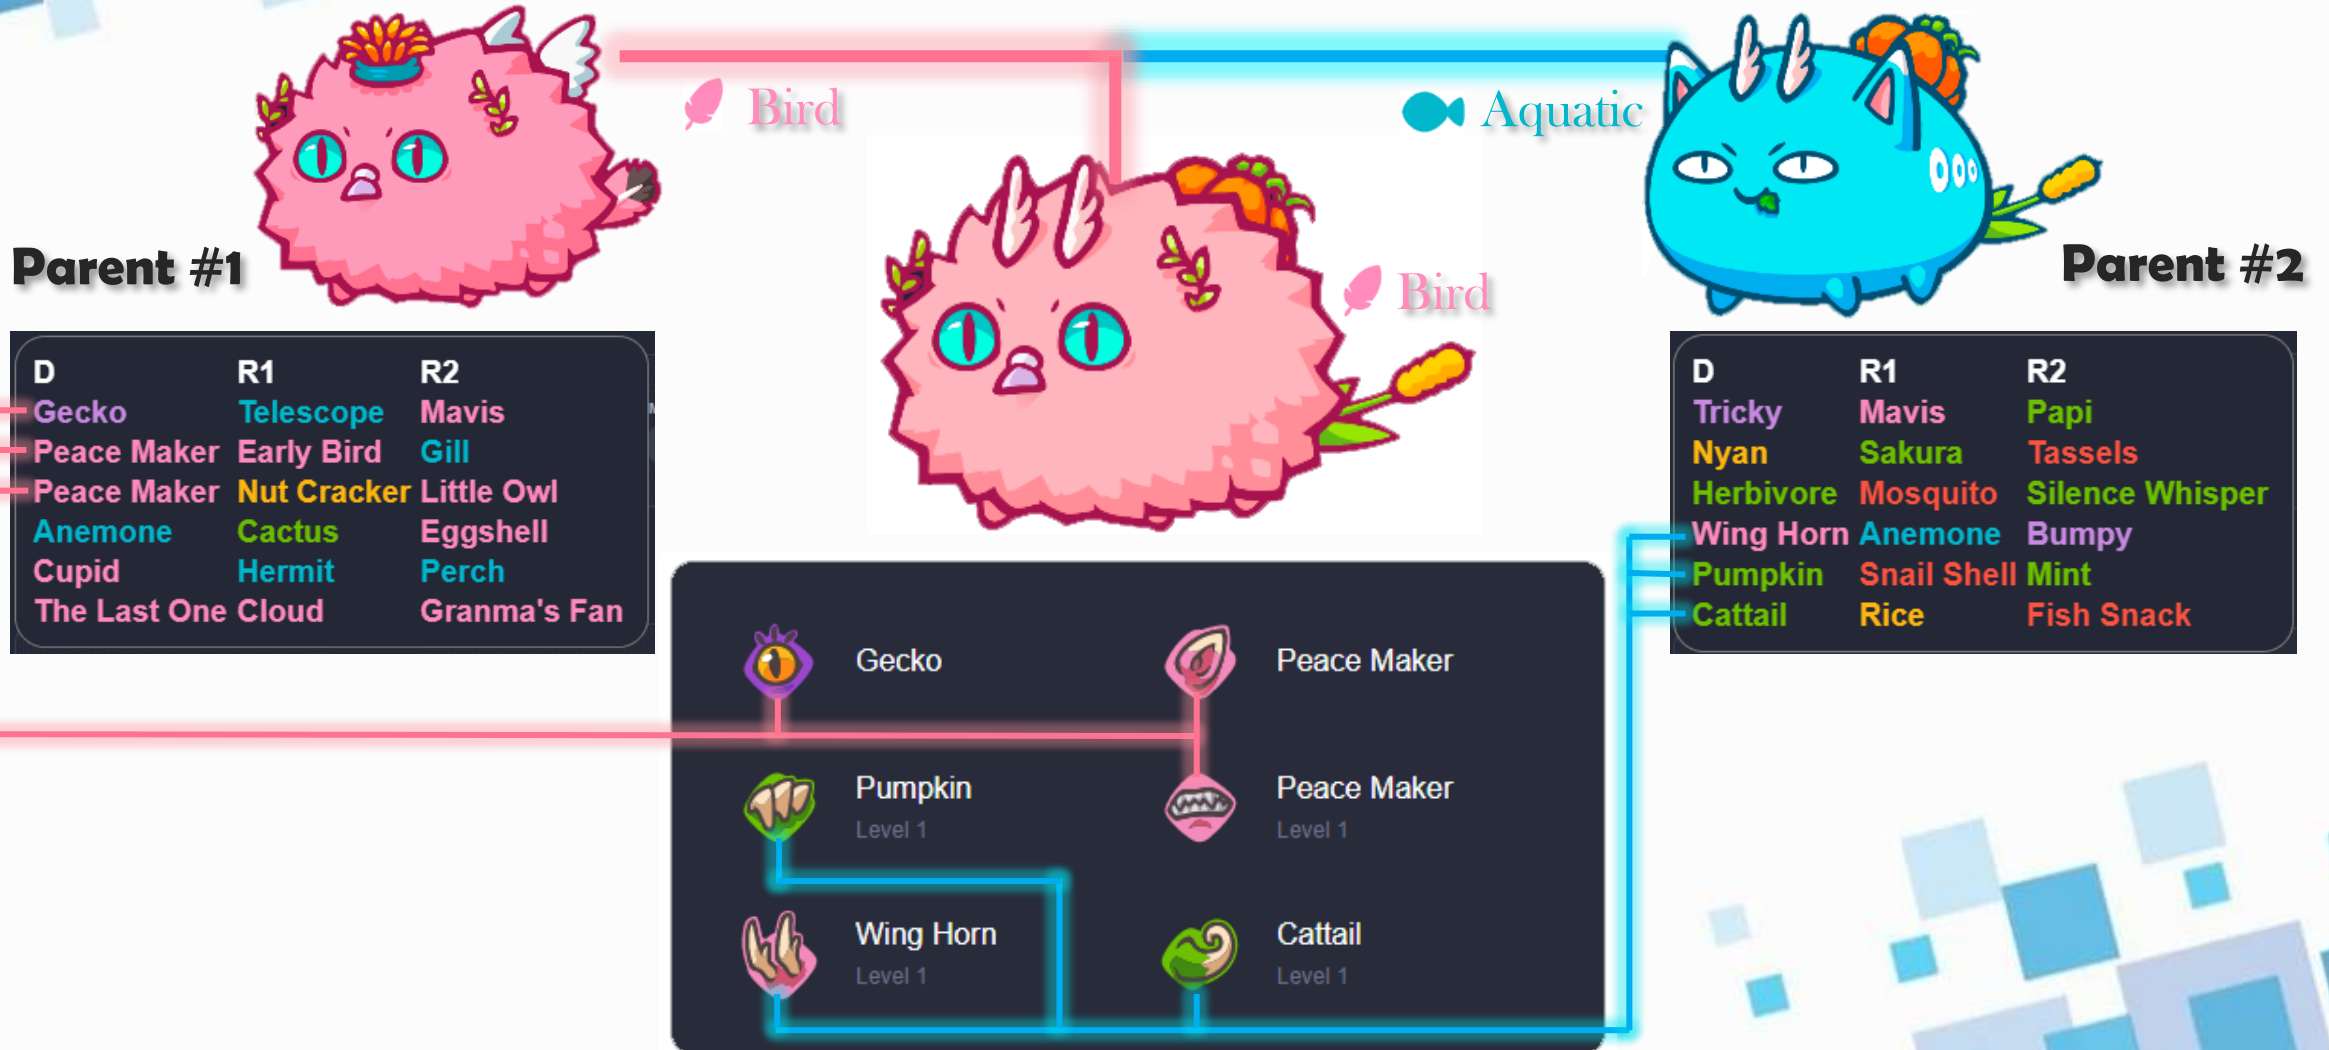 Bird
Aquatic
Parent #1
Bird
Parent #2
D R1 R2
Gecko Telescope Mavis
Peace Maker Early Bird Gill
Peace Maker Nut Cracker Little Owl
Anemone Cactus Eggshell
Cupid Hermit Perch
The Last One Cloud Granma's Fan
D R1 R2
Tricky Mavis Papi
Nyan Sakura Tassels
Herbivore Mosquito Silence Whisper
Wing Horn Anemone Bumpy
Pumpkin Snail Shell Mint
Cattail Rice Fish Snack
Gecko Peace Maker
Pumpkin Peace Maker
Level 1 Level 1
Wing Horn Cattail
Level 1 Level 1